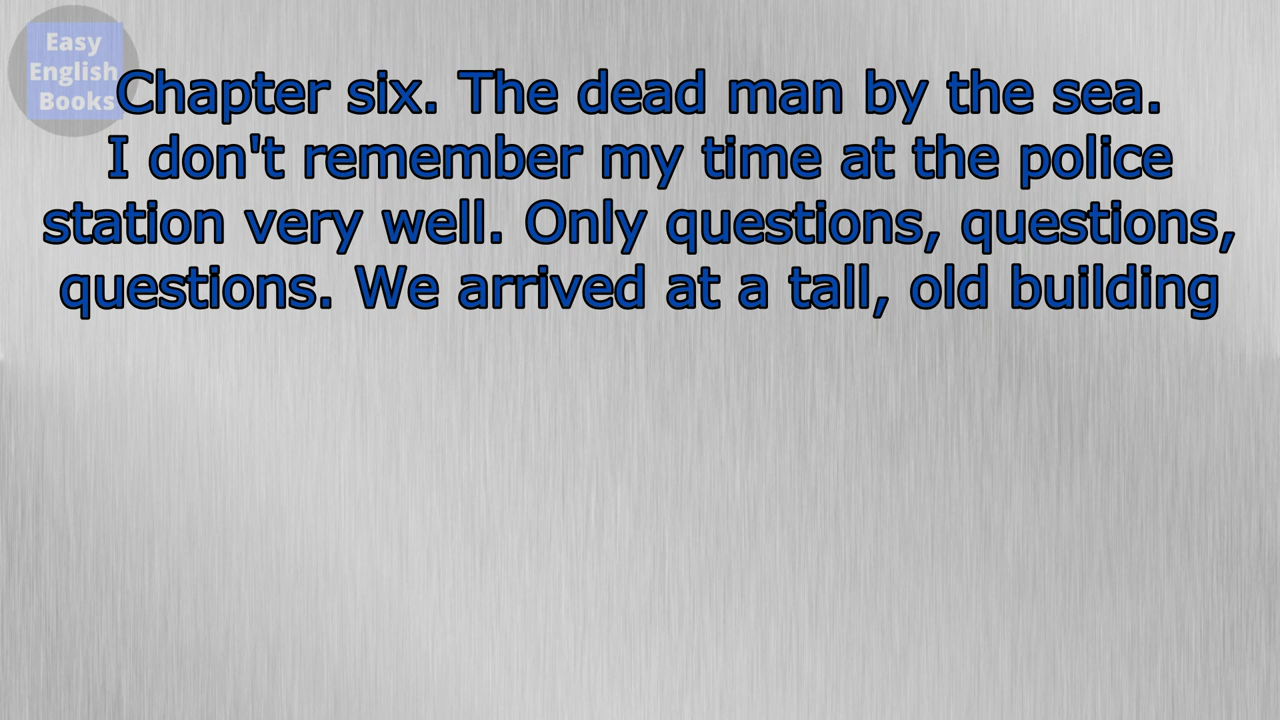 Easy
English
Books
Chapter six. The dead man by the sea.
I don't remember my time at the police
station very well. Only questions, questions,
questions. We arrived at a tall, old building